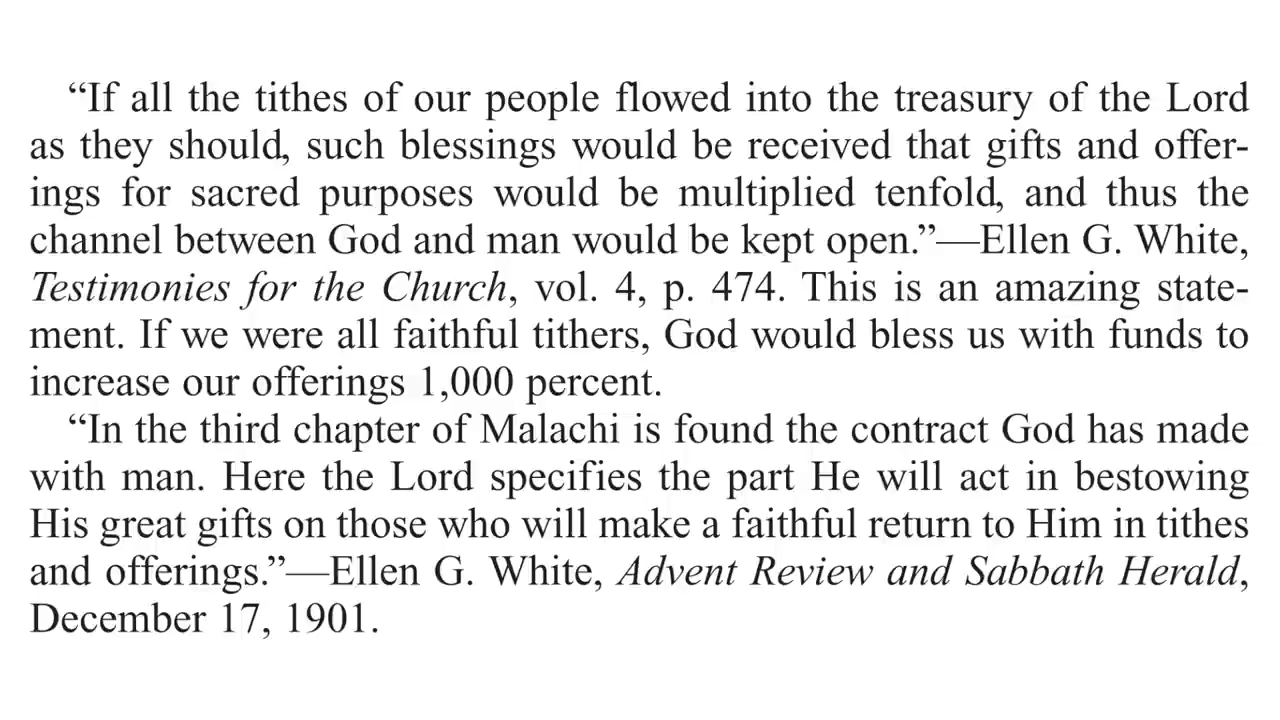 “If all the tithes of our people flowed into the treasury of the Lord
as they should, such blessings would be received that gifts and offer-
ings for sacred purposes would be multiplied tenfold, and thus the
channel between God and man would be kept open.”—Ellen G. White,
Testimonies for the Church, vol. 4, p. 474. This is an amazing state-
ment. If we were all faithful tithers, God would bless us with funds to
increase our offerings 1,000 percent.
“In the third chapter of Malachi is found the contract God has made
with man. Here the Lord specifies the part He will act in bestowing
His great gifts on those who will make a faithful return to Him in tithes
and offerings.”—Ellen G. White, Advent Review and Sabbath Herald,
December 17, 1901.